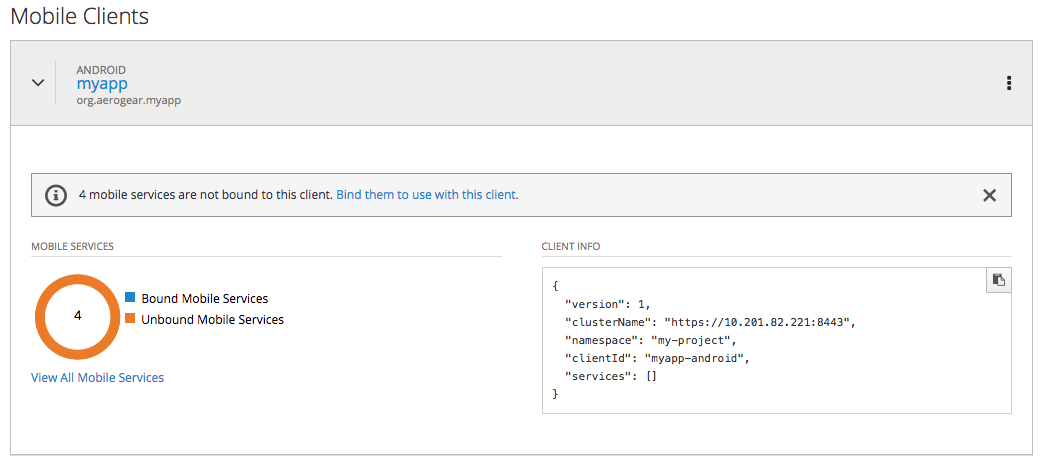 Mobile Clients
ANDROID
myapp
org.aerogear.myapp
4 mobile services are not bound to this client. Bind them to use with this client.
MOBILE SERVICES
4
Bound Mobile Services
Unbound Mobile Services
View All Mobile Services
CLIENT INFO
{
  "version": 1,
  "clusterName": "https://10.201.82.221:8443",
  "namespace": "my-project",
  "clientId": "myapp-android",
  "services": []
}